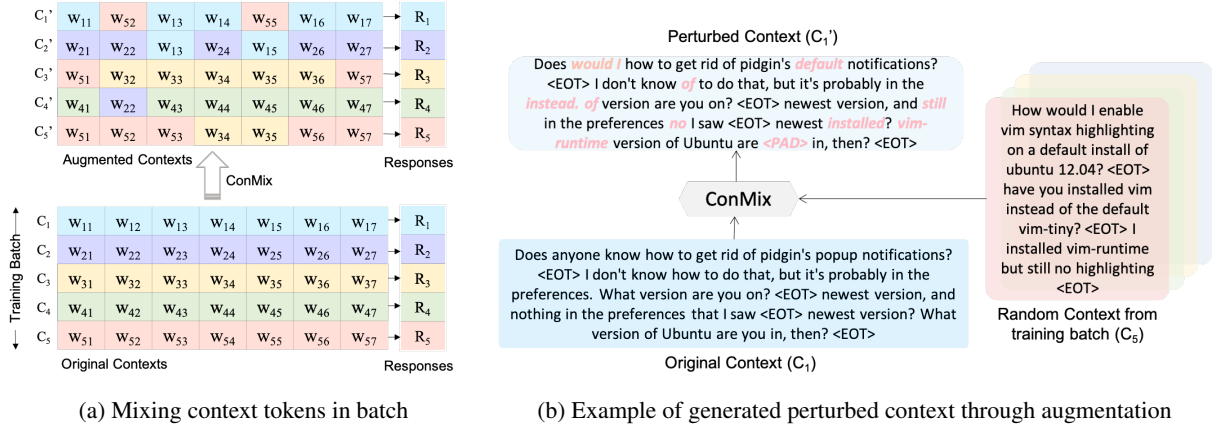 C₁' W₁₁ W₅₂ W₁₃ W₁₄ W₅₅ W₁₆ W₁₇ R₁
C₂' W₂₁ W₂₂ W₁₃ W₂₄ W₁₅ W₂₆ W₂₇ R₂
C₃' W₅₁ W₃₂ W₃₃ W₃₄ W₃₅ W₃₆ W₅₇ R₃
C₄' W₄₁ W₂₂ W₄₃ W₄₄ W₄₅ W₄₆ W₄₇ R₄
C₅' W₅₁ W₅₂ W₅₃ W₃₄ W₃₅ W₅₆ W₅₇ R₅
Augmented Contexts
Responses
ConMix
Training Batch
C₁ W₁₁ W₁₂ W₁₃ W₁₄ W₁₅ W₁₆ W₁₇ R₁
C₂ W₂₁ W₂₂ W₂₃ W₂₄ W₂₅ W₂₆ W₂₇ R₂
C₃ W₃₁ W₃₂ W₃₃ W₃₄ W₃₅ W₃₆ W₃₇ R₃
C₄ W₄₁ W₄₂ W₄₃ W₄₄ W₄₅ W₄₆ W₄₇ R₄
C₅ W₅₁ W₅₂ W₅₃ W₅₄ W₅₅ W₅₆ W₅₇ R₅
Original Contexts
Responses
(a) Mixing context tokens in batch
Perturbed Context (C₁')
Does would I how to get rid of pidgin's default notifications?
<EOT> I don't know of to do that, but it's probably in the
instead. of version are you on? <EOT> newest version, and still
in the preferences no I saw <EOT> newest installed? vim-
runtime version of Ubuntu are <PAD> in, then? <EOT>
ConMix
Does anyone know how to get rid of pidgin's popup notifications?
<EOT> I don't know how to do that, but it's probably in the
preferences. What version are you on? <EOT> newest version, and
nothing in the preferences that I saw <EOT> newest version? What
version of Ubuntu are you in, then? <EOT>
Original Context (C₁)
How would I enable
vim syntax highlighting
on a default install of
ubuntu 12.04? <EOT>
have you installed vim
instead of the default
vim-tiny? <EOT> I
installed vim-runtime
but still no highlighting
<EOT>
Random Context from
training batch (C₅)
(b) Example of generated perturbed context through augmentation